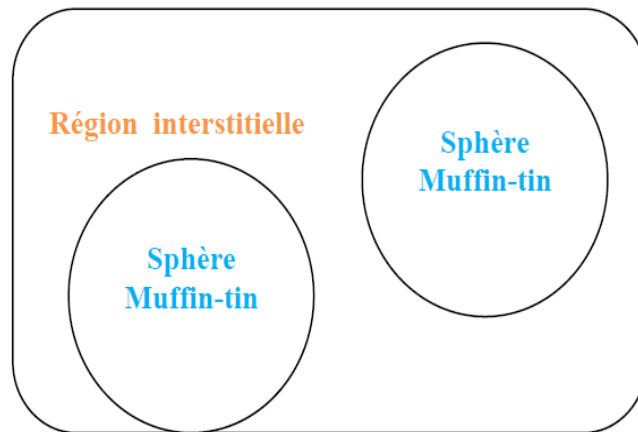 Région interstitielle
Sphère
Muffin-tin
Sphère
Muffin-tin